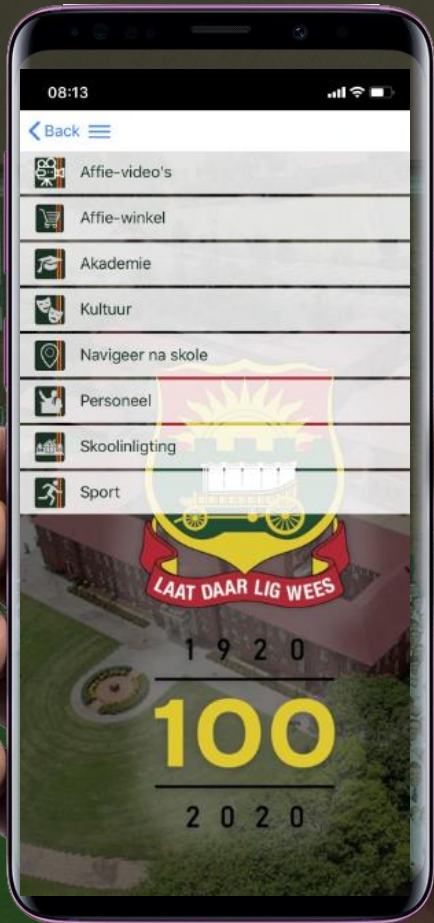 08:13
Back
Affie-video's
Affie-winkel
Akademie
Kultuur
Navigeer na skole
Personeel
Skoolinligting
Sport
LAAT DAAR LIG WEES
1920
100
2020